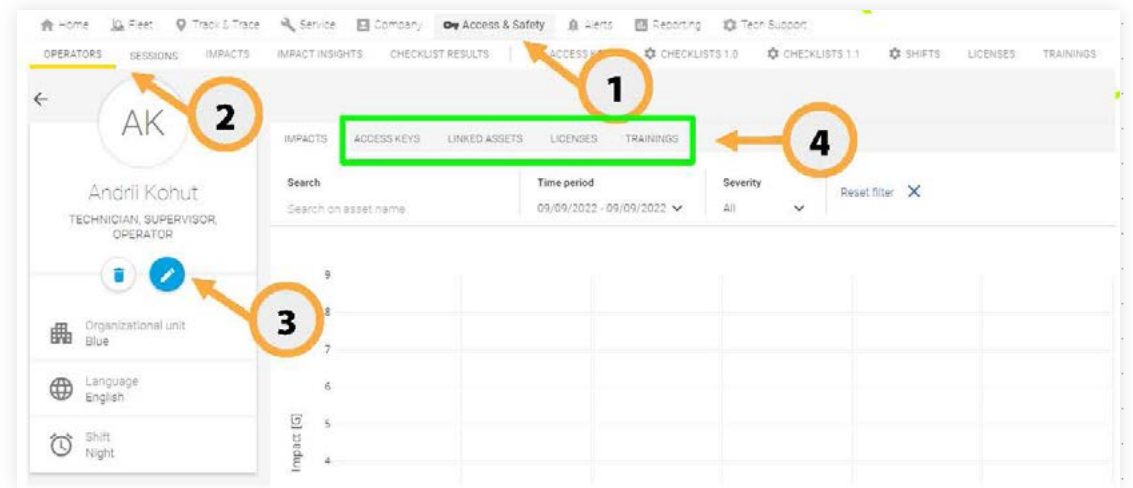 Home Fleet Track & Trace Service Company Access & Safety Alerts Reporting Tech Support
OPERATORS SESSIONS IMPACTS IMPACT INSIGHTS CHECKLIST RESULTS ACCESS CHECKLISTS 1.0 CHECKLISTS 1.1 SHIFTS LICENSES TRAININGS
1
2
AK
IMPACTS ACCESS KEYS LINKED ASSETS LICENSES TRAININGS
4
Andrii Kohut
TECHNICIAN, SUPERVISOR,
OPERATOR
Search Time period Severity
Search on asset name 09/09/2022 - 09/09/2022 All Reset filter
3
Organizational unit
Blue
Language
English
Shift
Night
9
8
7
6
5
4
Impact [G]